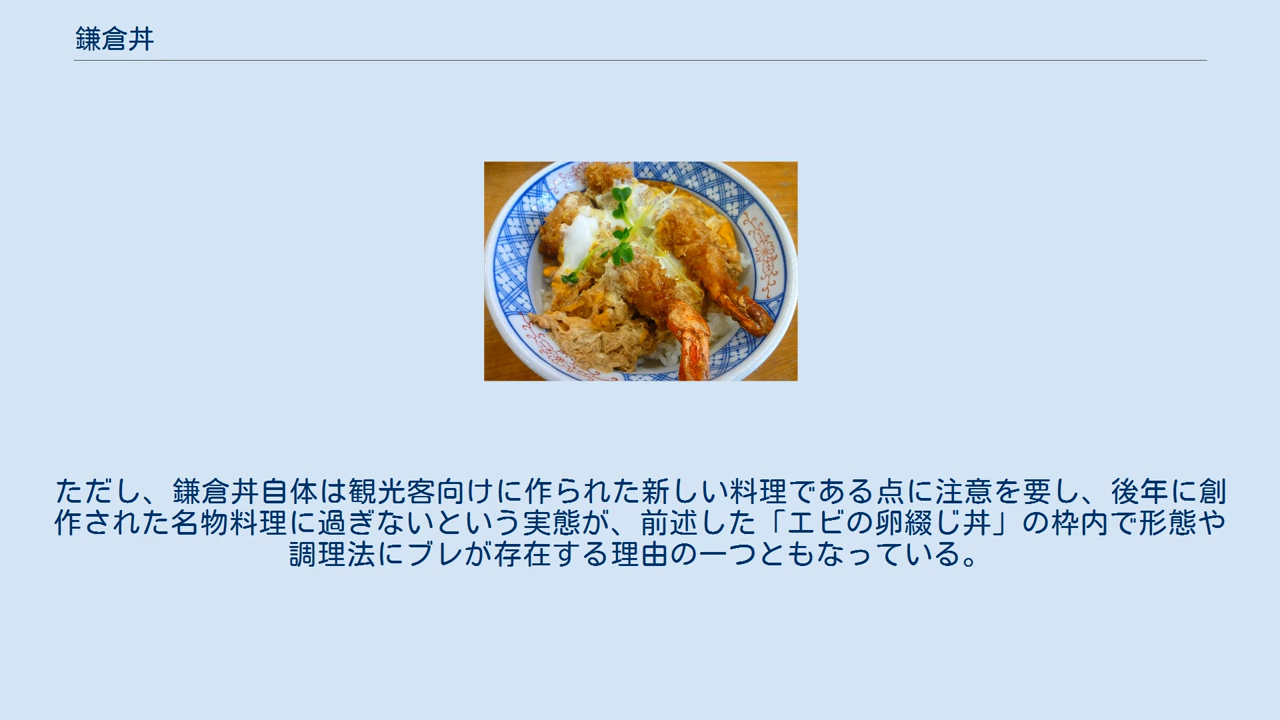 鎌倉丼
ただし、鎌倉丼自体は観光客向けに作られた新しい料理である点に注意を要し、後年に創
作された名物料理に過ぎないという実態が、前述した「エビの卵綴じ丼」の枠内で形態や
調理法にブレが存在する理由の一つともなっている。